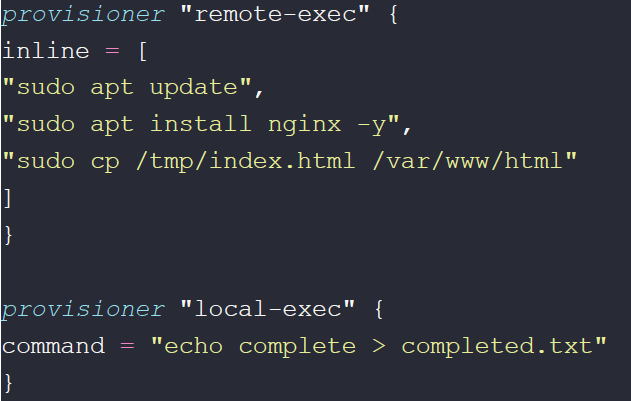 provisioner "remote-exec" {
inline = [
"sudo apt update",
"sudo apt install nginx -y",
"sudo cp /tmp/index.html /var/www/html"
]
}
provisioner "local-exec" {
command = "echo complete > completed.txt"
}